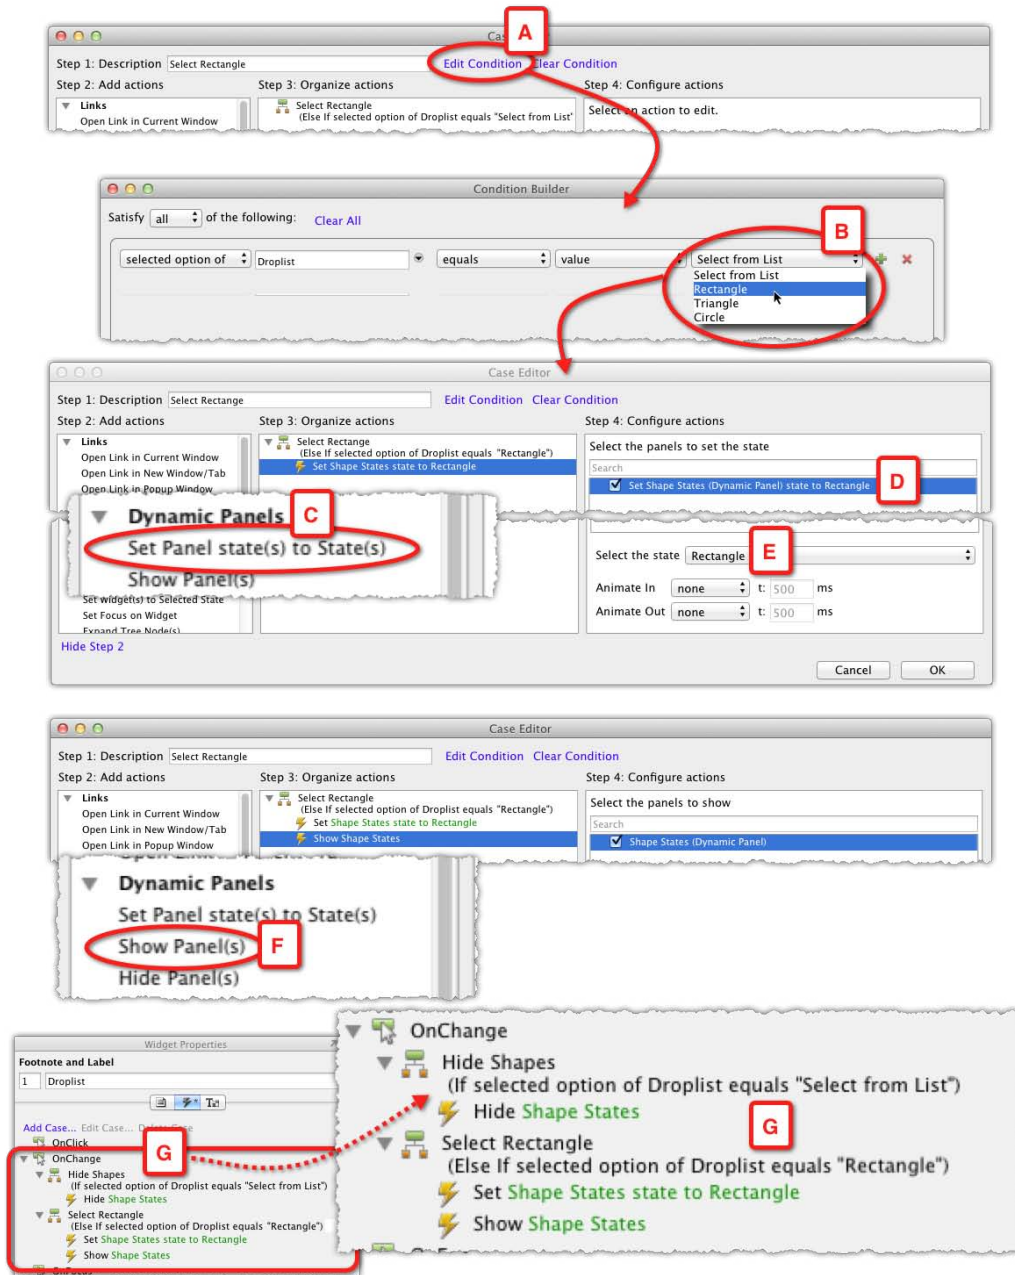 A
Step 1: Description Select Rectangle Edit Condition Clear Condition
Step 2: Add actions Step 3: Organize actions Step 4: Configure actions
Links Select Rectangle Select an action to edit.
Open Link in Current Window (Else If selected option of Droplist equals "Select from List"
Condition Builder
Satisfy all of the following: Clear All
B
selected option of Droplist equals value Select from List
Select from List
Rectangle
Triangle
Circle
Case Editor
Step 1: Description Select Rectange Edit Condition Clear Condition
Step 2: Add actions Step 3: Organize actions Step 4: Configure actions
Links Select Rectange Select the panels to set the state
Open Link in Current Window (Else If selected option of Droplist equals "Rectangle")
Open Link in New Window/Tab Set Shape States state to Rectangle Search
Open Link in Popup Window Set Shape States (Dynamic Panel) state to Rectangle D
Dynamic Panels C
Set Panel state(s) to State(s)
Show Panel(s)
Select the state Rectangle E
Animate In none t: 500 ms
Set widget(s) to Selected State
Set Focus on Widget Animate Out none t: 500 ms
Expand Tree Node(s)
Hide Step 2
Cancel OK
Case Editor
Step 1: Description Select Rectangle Edit Condition Clear Condition
Step 2: Add actions Step 3: Organize actions Step 4: Configure actions
Links Select Rectangle Select the panels to show
Open Link in Current Window (Else If selected option of Droplist equals "Rectangle")
Open Link in New Window/Tab Set Shape States state to Rectangle Search
Open Link in Popup Window Show Shape States Shape States (Dynamic Panel)
Dynamic Panels
Set Panel state(s) to State(s)
Show Panel(s) F
Hide Panel(s)
Widget Properties
Footnote and Label
1 Droplist
Add Case... Edit Case... Delete Case
OnClick
G
OnChange
Hide Shapes
(If selected option of Droplist equals "Select from List")
Hide Shape States
Select Rectangle
(Else If selected option of Droplist equals "Rectangle")
Set Shape States state to Rectangle
Show Shape States
OnFocus
OnChange
Hide Shapes
(If selected option of Droplist equals "Select from List")
Hide Shape States G
Select Rectangle
(Else If selected option of Droplist equals "Rectangle")
Set Shape States state to Rectangle
Show Shape States